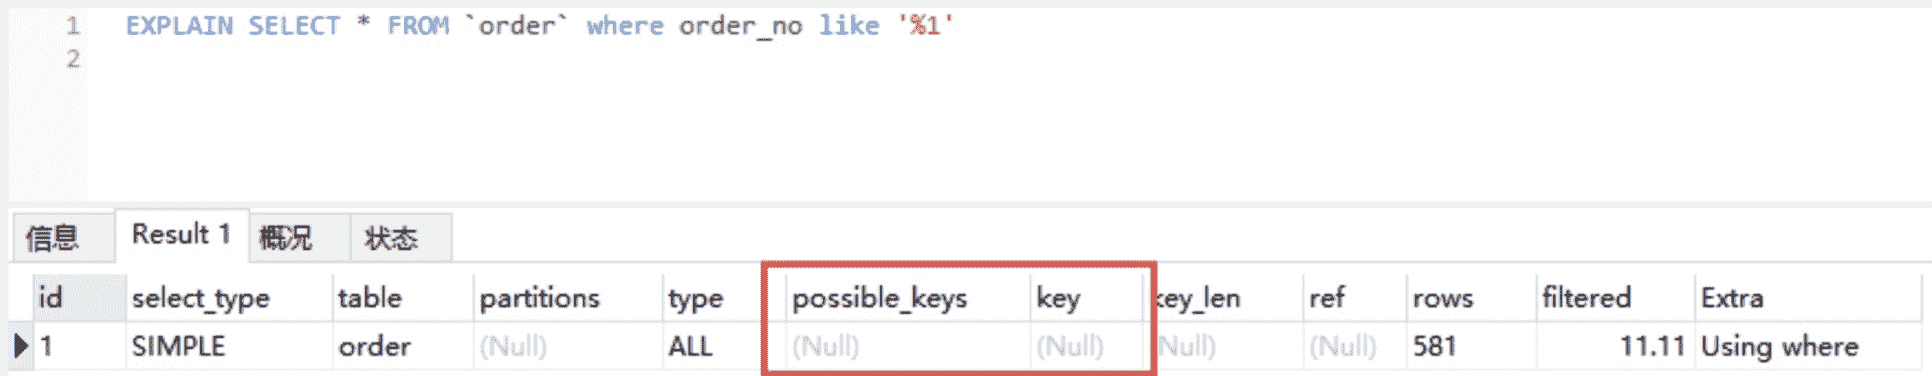 1 EXPLAIN SELECT * FROM `order` where order_no like '%1'
2
信息 Result 1 概况 状态
id select_type table partitions type possible_keys key key_len ref rows filtered Extra
1 SIMPLE order (Null) ALL (Null) (Null) (Null) (Null) 581 11.11 Using where